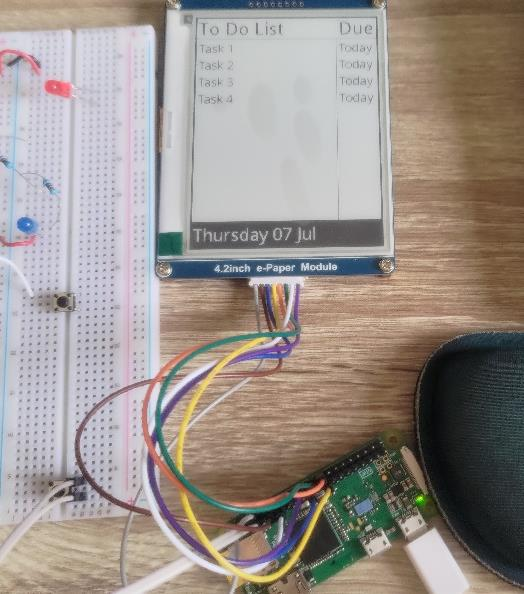 To Do List Due
Task 1 Today
Task 2 Today
Task 3 Today
Task 4 Today
Thursday 07 Jul
4.2inch e-Paper Module